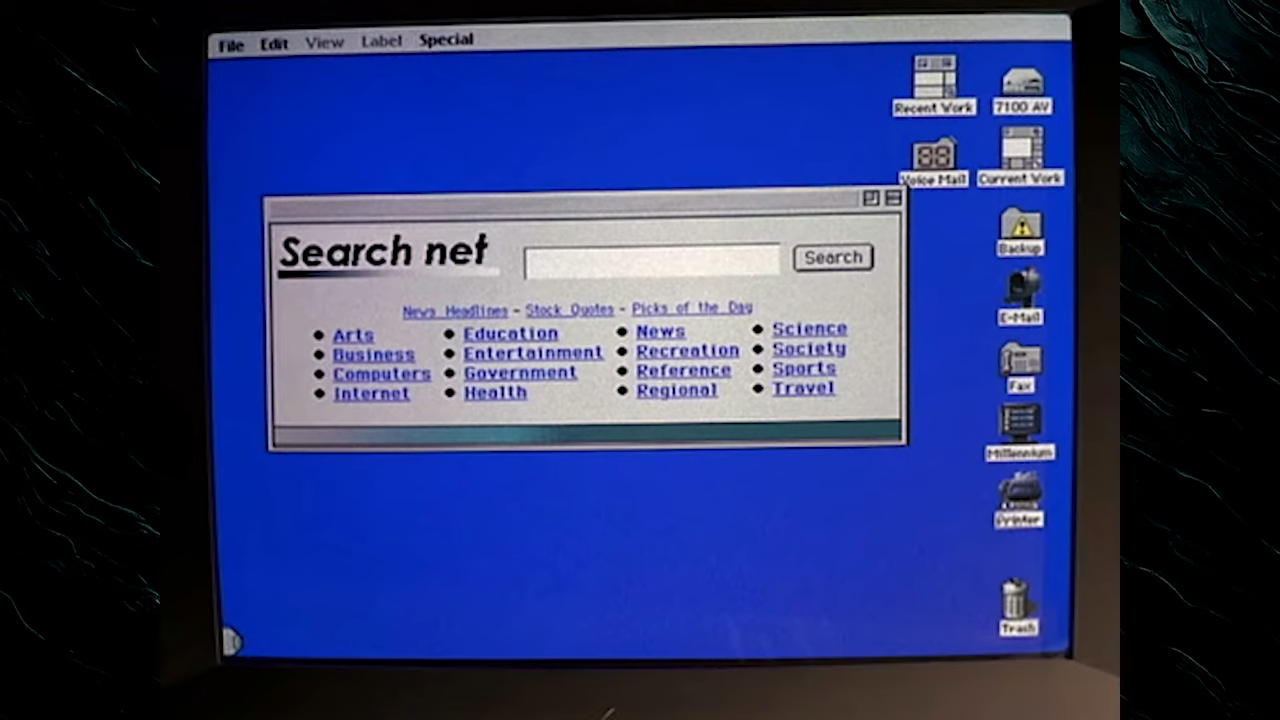 File Edit View Label Special
Recent Work
7100 AV
Voice Mail
Current Work
Search net
Search
News Headlines - Stock Quotes - Picks of the Day
Arts Education News Science
Business Entertainment Recreation Society
Computers Government Reference Sports
Internet Health Regional Travel
Backup
E-Mail
Fax
Millennium
Printer
Trash